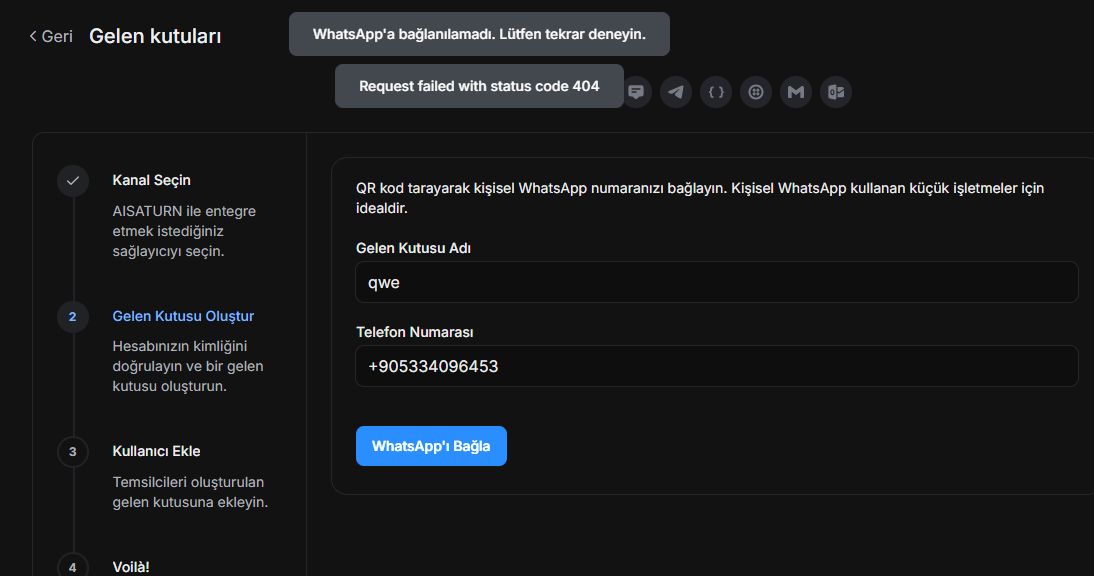 Geri
Gelen kutuları
WhatsApp'a bağlanılamadı. Lütfen tekrar deneyin.
Request failed with status code 404
Kanal Seçin
AISATURN ile entegre
etmek istediğiniz
sağlayıcıyı seçin.
2
Gelen Kutusu Oluştur
Hesabınızın kimliğini
doğrulayın ve bir gelen
kutusu oluşturun.
3
Kullanıcı Ekle
Temsilcileri oluşturulan
gelen kutusuna ekleyin.
4
Voilà!
QR kod tarayarak kişisel WhatsApp numaranızı bağlayın. Kişisel WhatsApp kullanan küçük işletmeler için
idealdir.
Gelen Kutusu Adı
qwe
Telefon Numarası
+905334096453
WhatsApp'ı Bağla